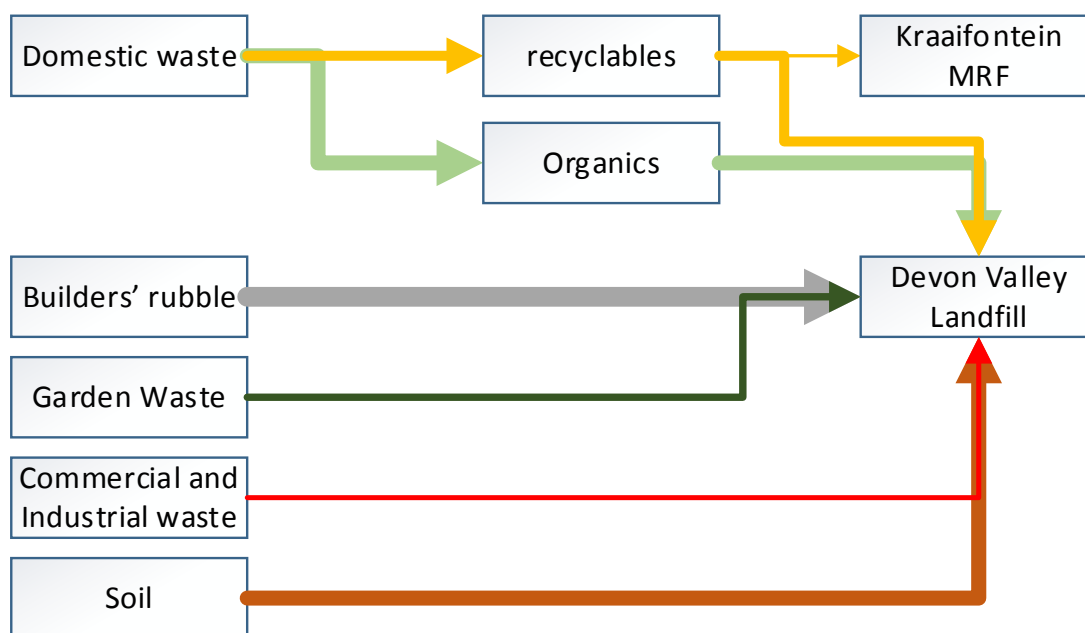 Domestic waste
recyclables
Kraaifontein
MRF
Organics
Builders’ rubble
Devon Valley
Landfill
Garden Waste
Commercial and
Industrial waste
Soil